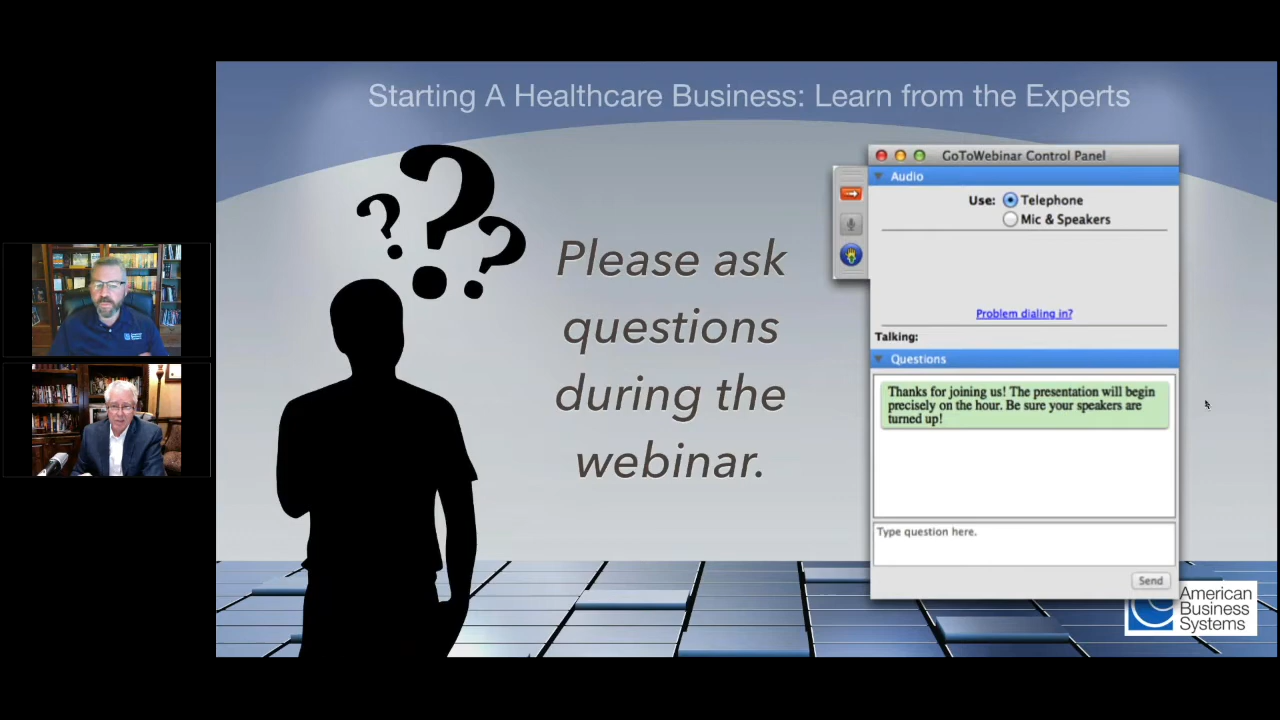 Starting A Healthcare Business: Learn from the Experts
Please ask
questions
during the
webinar.
GoToWebinar Control Panel
Audio
Use: Telephone
Mic & Speakers
Problem dialing in?
Talking:
Questions
Thanks for joining us! The presentation will begin
precisely on the hour. Be sure your speakers are
turned up!
Type question here.
Send
American
Business
Systems